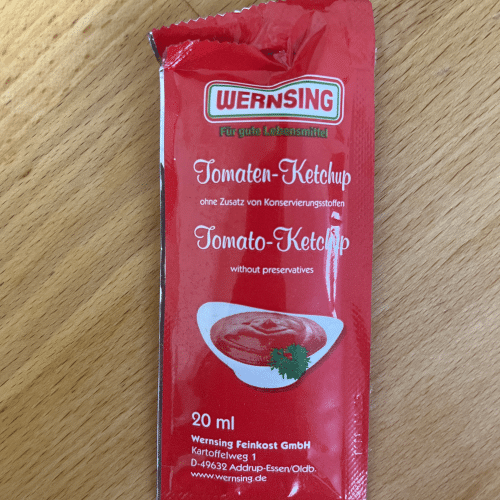 WERNSING
Für gute Lebensmittel
Tomaten-Ketchup
ohne Zusatz von Konservierungsstoffen
Tomato-Ketchup
without preservatives
20 ml
Wernsing Feinkost GmbH
Kartoffelweg 1
D-49632 Addrup-Essen/Oldb.
www.wernsing.de